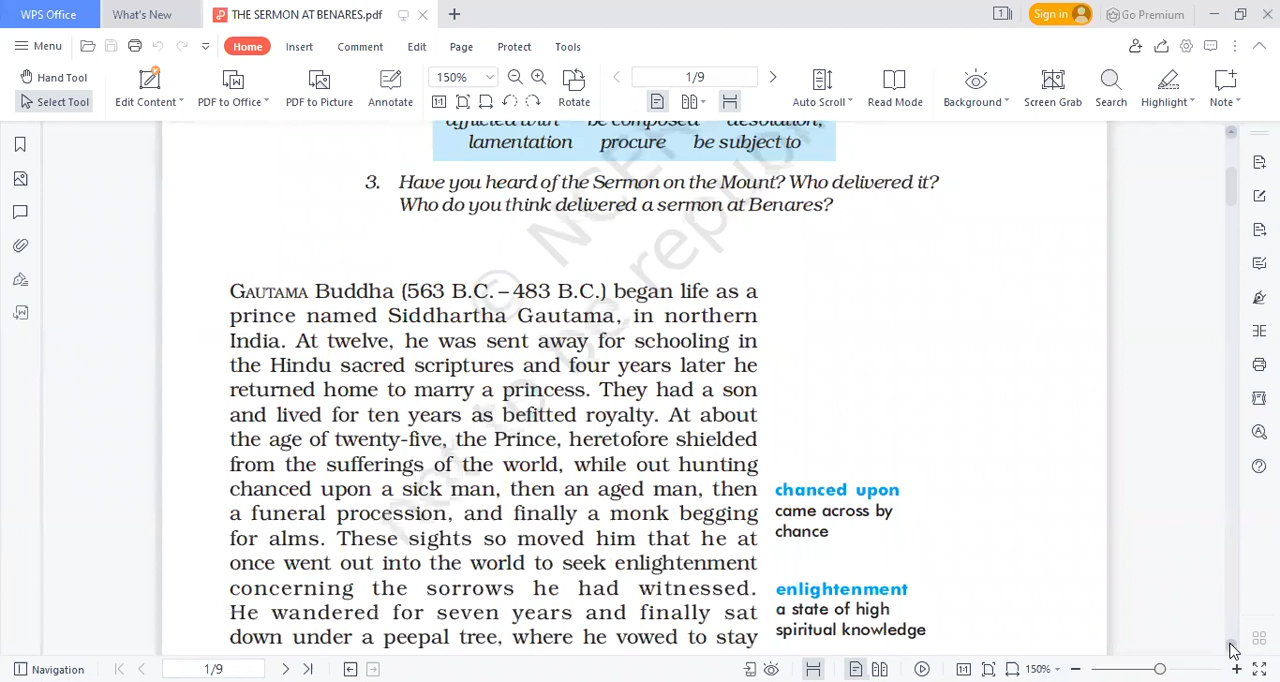 WPS Office What's New THE SERMON AT BENARES.pdf Sign in Go Premium
Menu Home Insert Comment Edit Page Protect Tools
Hand Tool 150% 1/9
Select Tool Edit Content PDF to Office PDF to Picture Annotate Rotate Auto Scroll Read Mode Background Screen Grab Search Highlight Note
afflicted with be composed desolation,
lamentation procure be subject to
3. Have you heard of the Sermon on the Mount? Who delivered it?
Who do you think delivered a sermon at Benares?
GAUTAMA Buddha (563 B.C. – 483 B.C.) began life as a
prince named Siddhartha Gautama, in northern
India. At twelve, he was sent away for schooling in
the Hindu sacred scriptures and four years later he
returned home to marry a princess. They had a son
and lived for ten years as befitted royalty. At about
the age of twenty-five, the Prince, heretofore shielded
from the sufferings of the world, while out hunting
chanced upon a sick man, then an aged man, then
a funeral procession, and finally a monk begging
for alms. These sights so moved him that he at
once went out into the world to seek enlightenment
concerning the sorrows he had witnessed.
He wandered for seven years and finally sat
down under a peepal tree, where he vowed to stay
chanced upon
came across by
chance
enlightenment
a state of high
spiritual knowledge
© NCER
Not to be republ
Navigation 1/9 150%